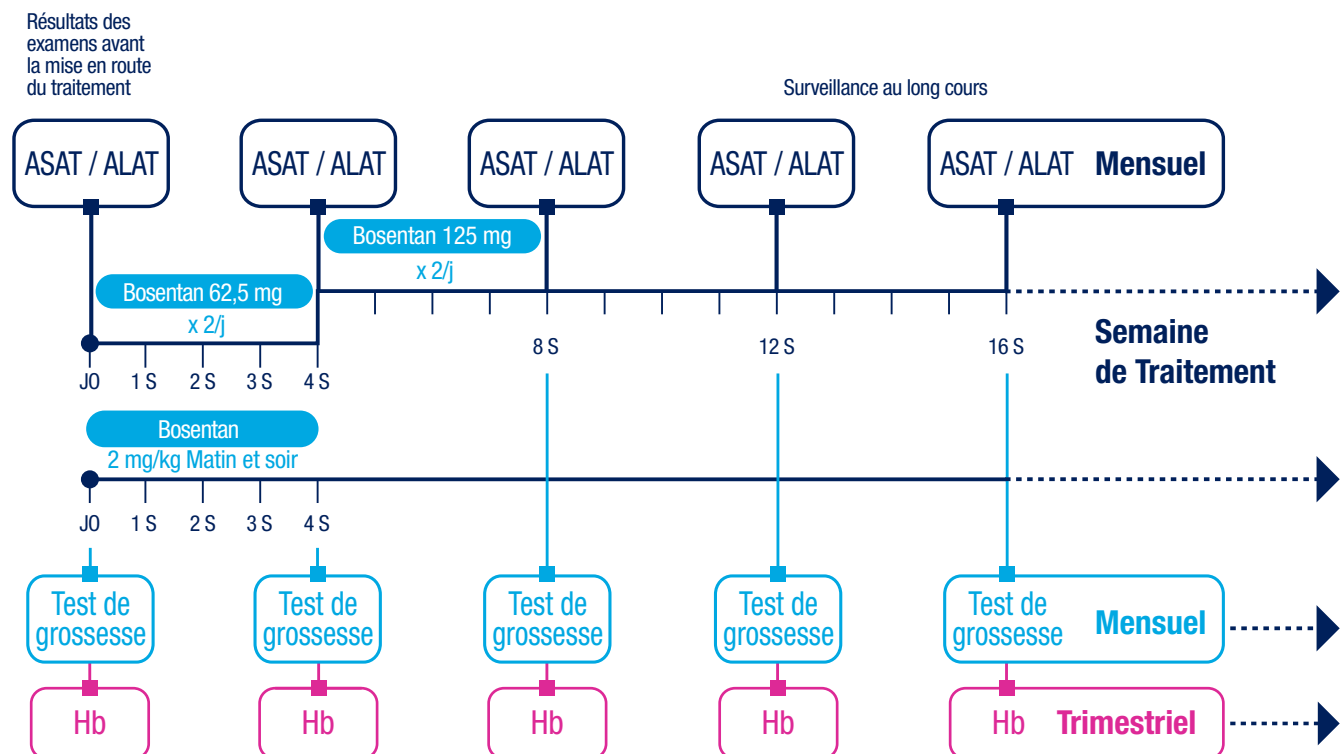 Résultats des
examens avant
la mise en route
du traitement
Surveillance au long cours
ASAT / ALAT
ASAT / ALAT
ASAT / ALAT
ASAT / ALAT
ASAT / ALAT Mensuel
Bosentan 125 mg
x 2/j
Bosentan 62,5 mg
x 2/j
J0 1 S 2 S 3 S 4 S
8 S 12 S 16 S
Semaine
de Traitement
Bosentan
2 mg/kg Matin et soir
J0 1 S 2 S 3 S 4 S
Test de
grossesse
Test de
grossesse
Test de
grossesse
Test de
grossesse
Test de
grossesse Mensuel
Hb
Hb
Hb
Hb
Hb Trimestriel